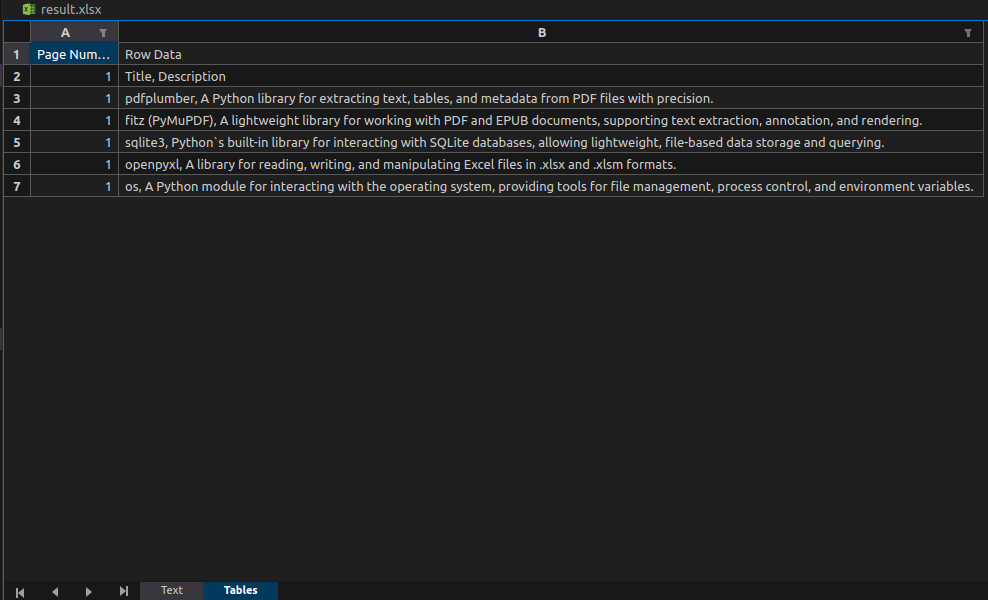 result.xlsx
A B
1 Page Num... Row Data
2 1 Title, Description
3 1 pdfplumber, A Python library for extracting text, tables, and metadata from PDF files with precision.
4 1 fitz (PyMuPDF), A lightweight library for working with PDF and EPUB documents, supporting text extraction, annotation, and rendering.
5 1 sqlite3, Python`s built-in library for interacting with SQLite databases, allowing lightweight, file-based data storage and querying.
6 1 openpyxl, A library for reading, writing, and manipulating Excel files in .xlsx and .xlsm formats.
7 1 os, A Python module for interacting with the operating system, providing tools for file management, process control, and environment variables.
Text Tables